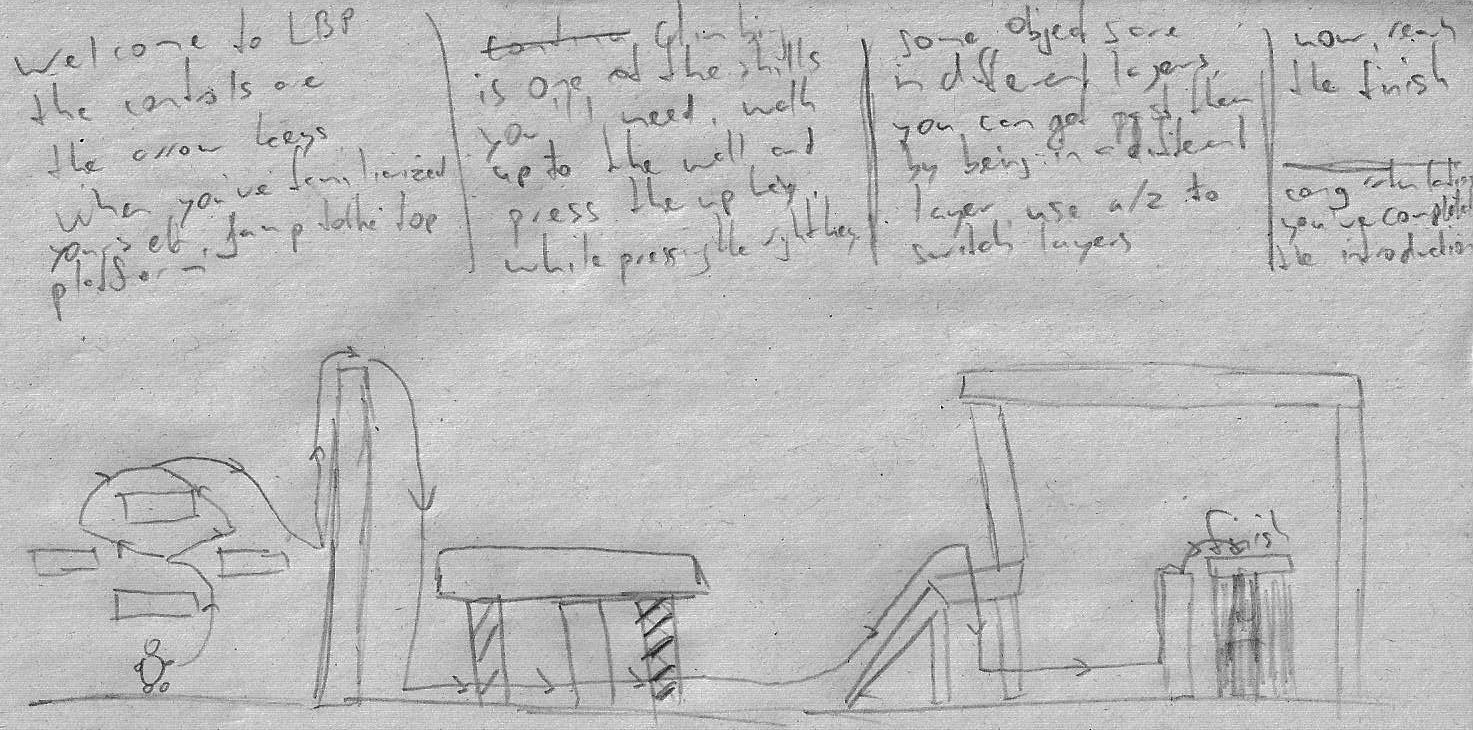 welcome to LBP
the controls are
the arrow keys
when you've familiarized
yourself, jump to the top
platform
climbing
is one of the skills
you'll need, walk
up to the wall and
press the up key,
while pressing the right key
some objects are
in different layers,
you can get past them
by being in a different
layer, use a/z to
switch layers
now, reach
the finish
congratulations
you've completed
the introduction
finish